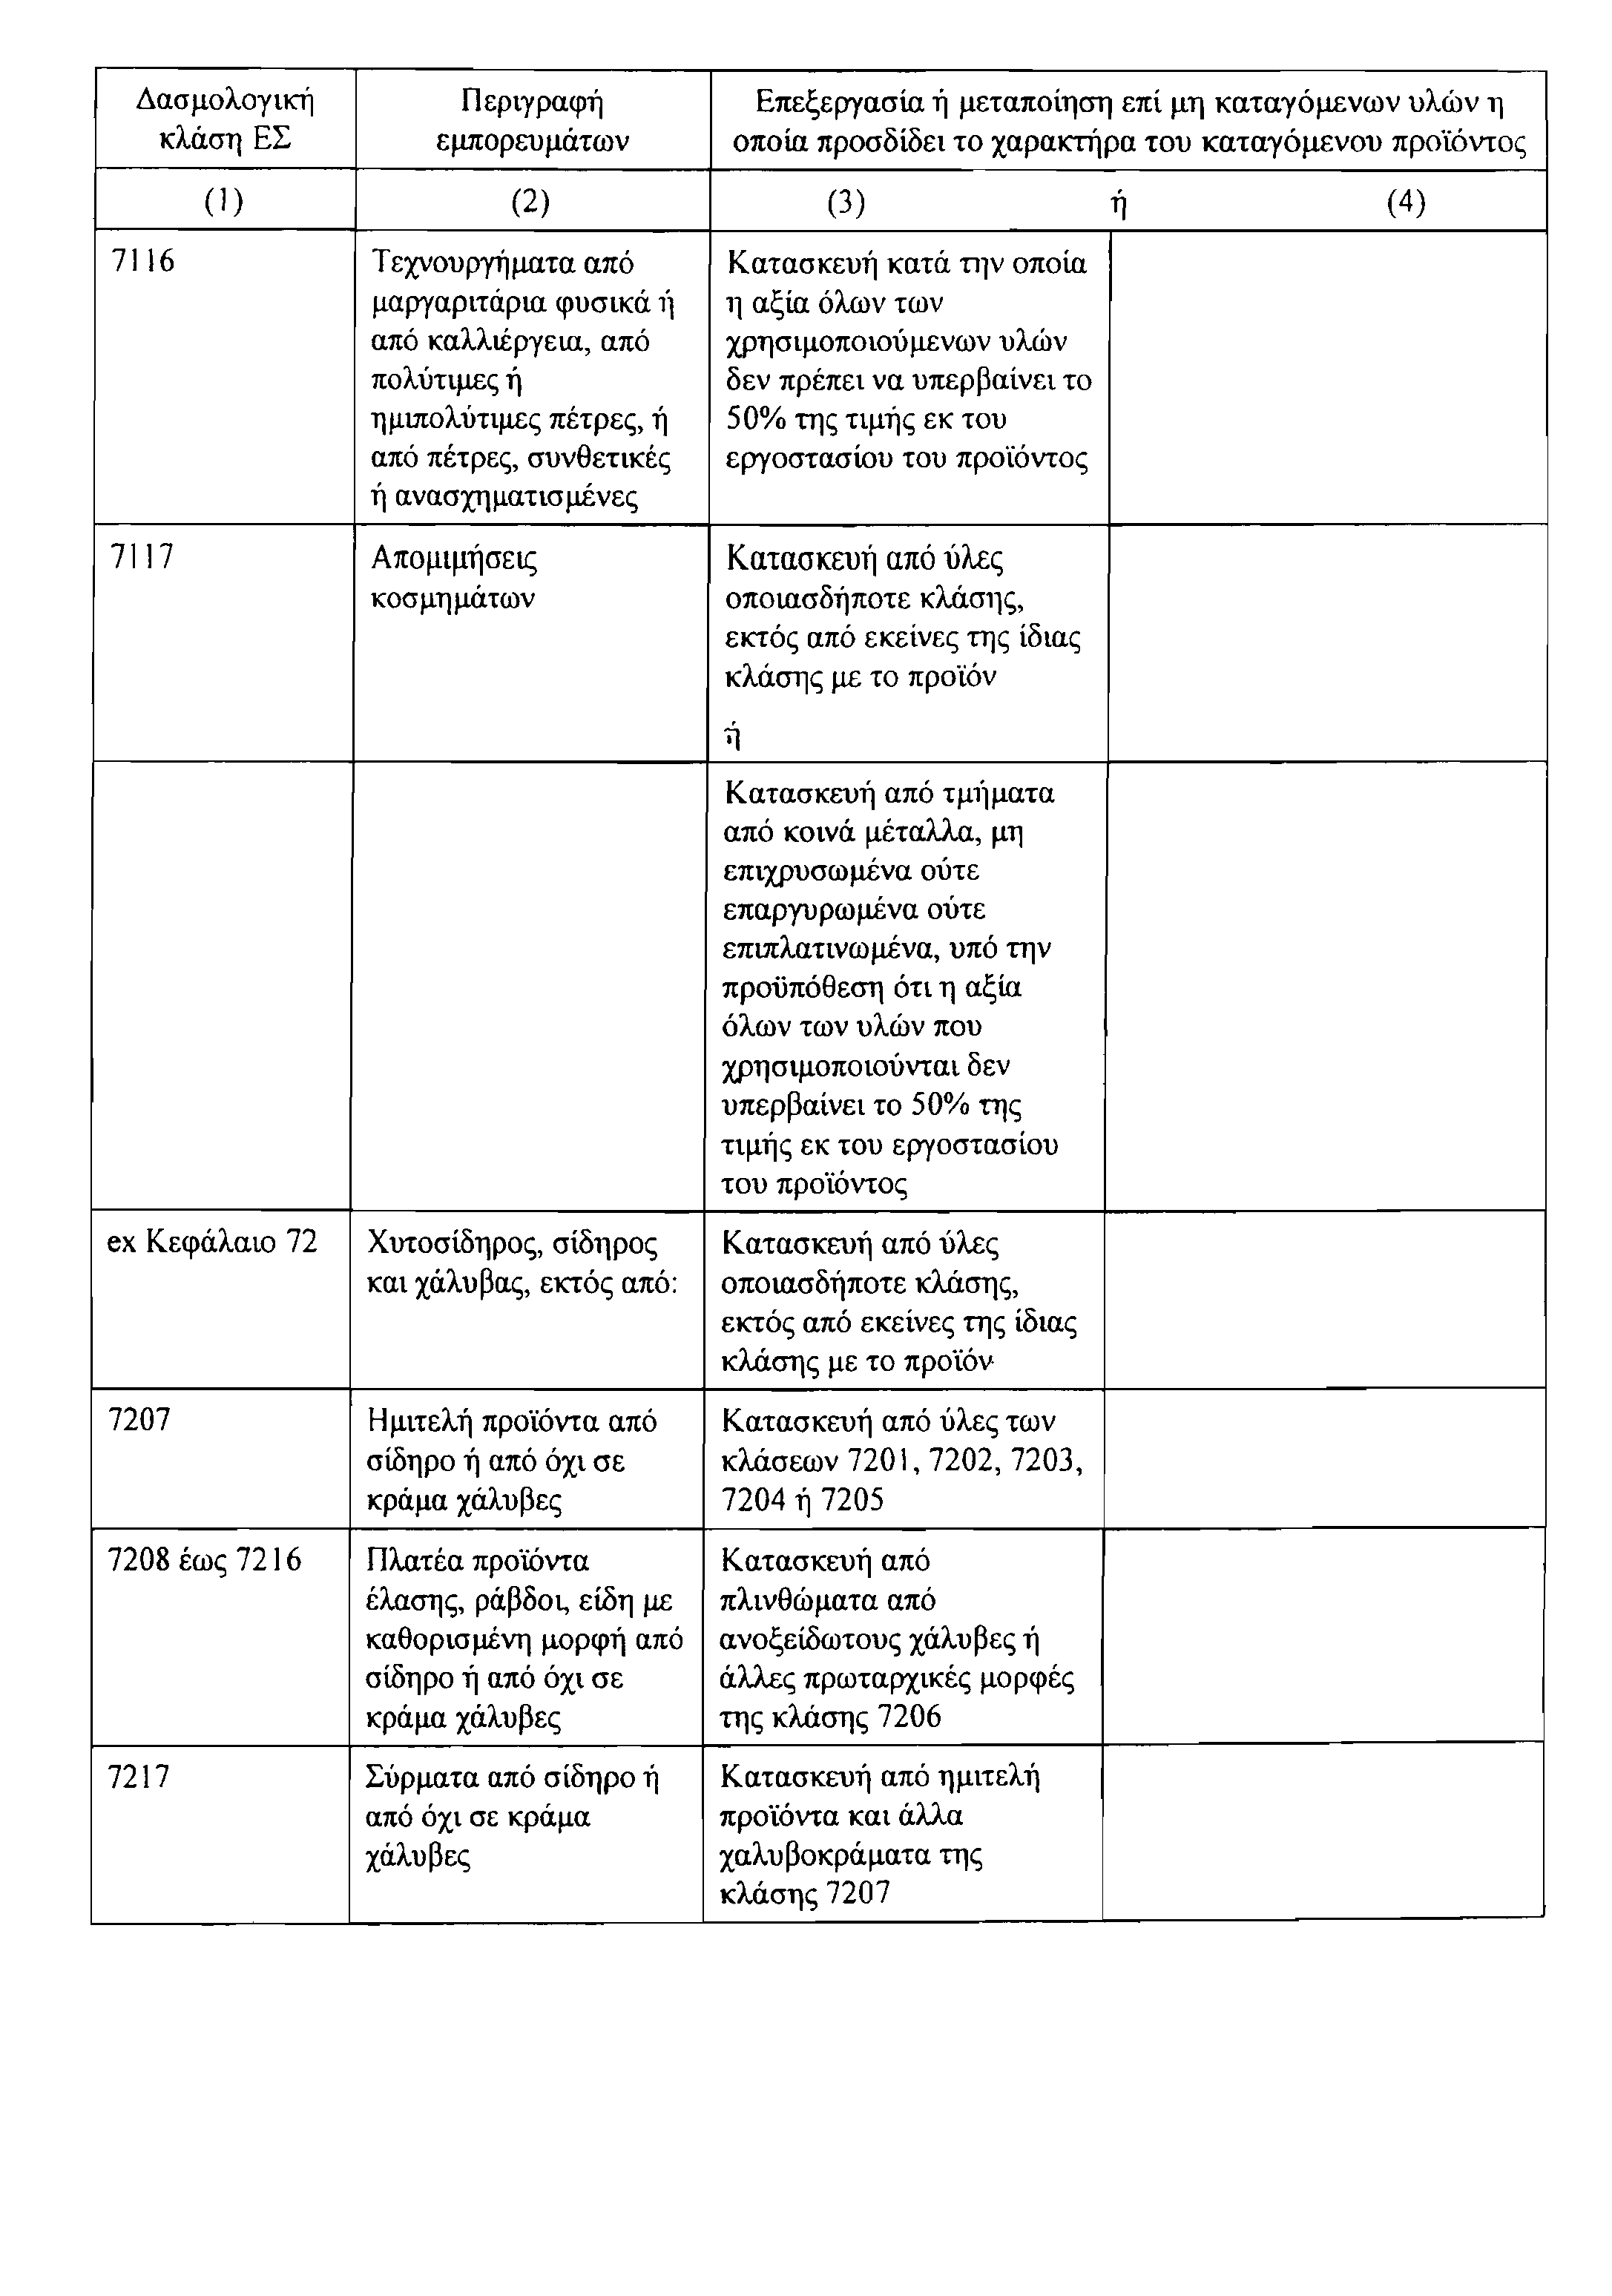 Δασμολογική
κλάση ΕΣ
Περιγραφή
εμπορευμάτων
Επεξεργασία ή μεταποίηση επί μη καταγόμενων υλών η
οποία προσδίδει το χαρακτήρα του καταγόμενου προϊόντος
(1)
(2)
(3) ή (4)
7116
Τεχνουργήματα από
μαργαριτάρια φυσικά ή
από καλλιέργεια, από
πολύτιμες ή
ημιπολύτιμες πέτρες, ή
από πέτρες, συνθετικές
ή ανασχηματισμένες
Κατασκευή κατά την οποία
η αξία όλων των
χρησιμοποιούμενων υλών
δεν πρέπει να υπερβαίνει το
50% της τιμής εκ του
εργοστασίου του προϊόντος
7117
Απομιμήσεις
κοσμημάτων
Κατασκευή από ύλες
οποιασδήποτε κλάσης,
εκτός από εκείνες της ίδιας
κλάσης με το προϊόν
ή
Κατασκευή από τμήματα
από κοινά μέταλλα, μη
επιχρυσωμένα ούτε
επαργυρωμένα ούτε
επιπλατινωμένα, υπό την
προϋπόθεση ότι η αξία
όλων των υλών που
χρησιμοποιούνται δεν
υπερβαίνει το 50% της
τιμής εκ του εργοστασίου
του προϊόντος
ex Κεφάλαιο 72
Χυτοσίδηρος, σίδηρος
και χάλυβας, εκτός από:
Κατασκευή από ύλες
οποιασδήποτε κλάσης,
εκτός από εκείνες της ίδιας
κλάσης με το προϊόν
7207
Ημιτελή προϊόντα από
σίδηρο ή από όχι σε
κράμα χάλυβες
Κατασκευή από ύλες των
κλάσεων 7201, 7202, 7203,
7204 ή 7205
7208 έως 7216
Πλατέα προϊόντα
έλασης, ράβδοι, είδη με
καθορισμένη μορφή από
σίδηρο ή από όχι σε
κράμα χάλυβες
Κατασκευή από
πλινθώματα από
ανοξείδωτους χάλυβες ή
άλλες πρωταρχικές μορφές
της κλάσης 7206
7217
Σύρματα από σίδηρο ή
από όχι σε κράμα
χάλυβες
Κατασκευή από ημιτελή
προϊόντα και άλλα
χαλυβοκράματα της
κλάσης 7207